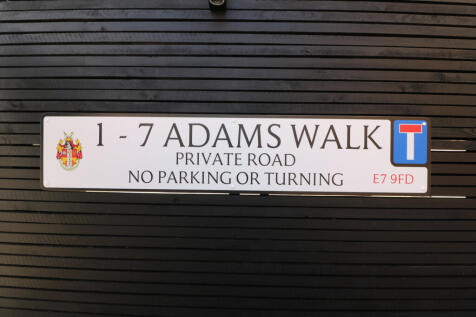 1 - 7 ADAMS WALK
PRIVATE ROAD
NO PARKING OR TURNING
E7 9FD